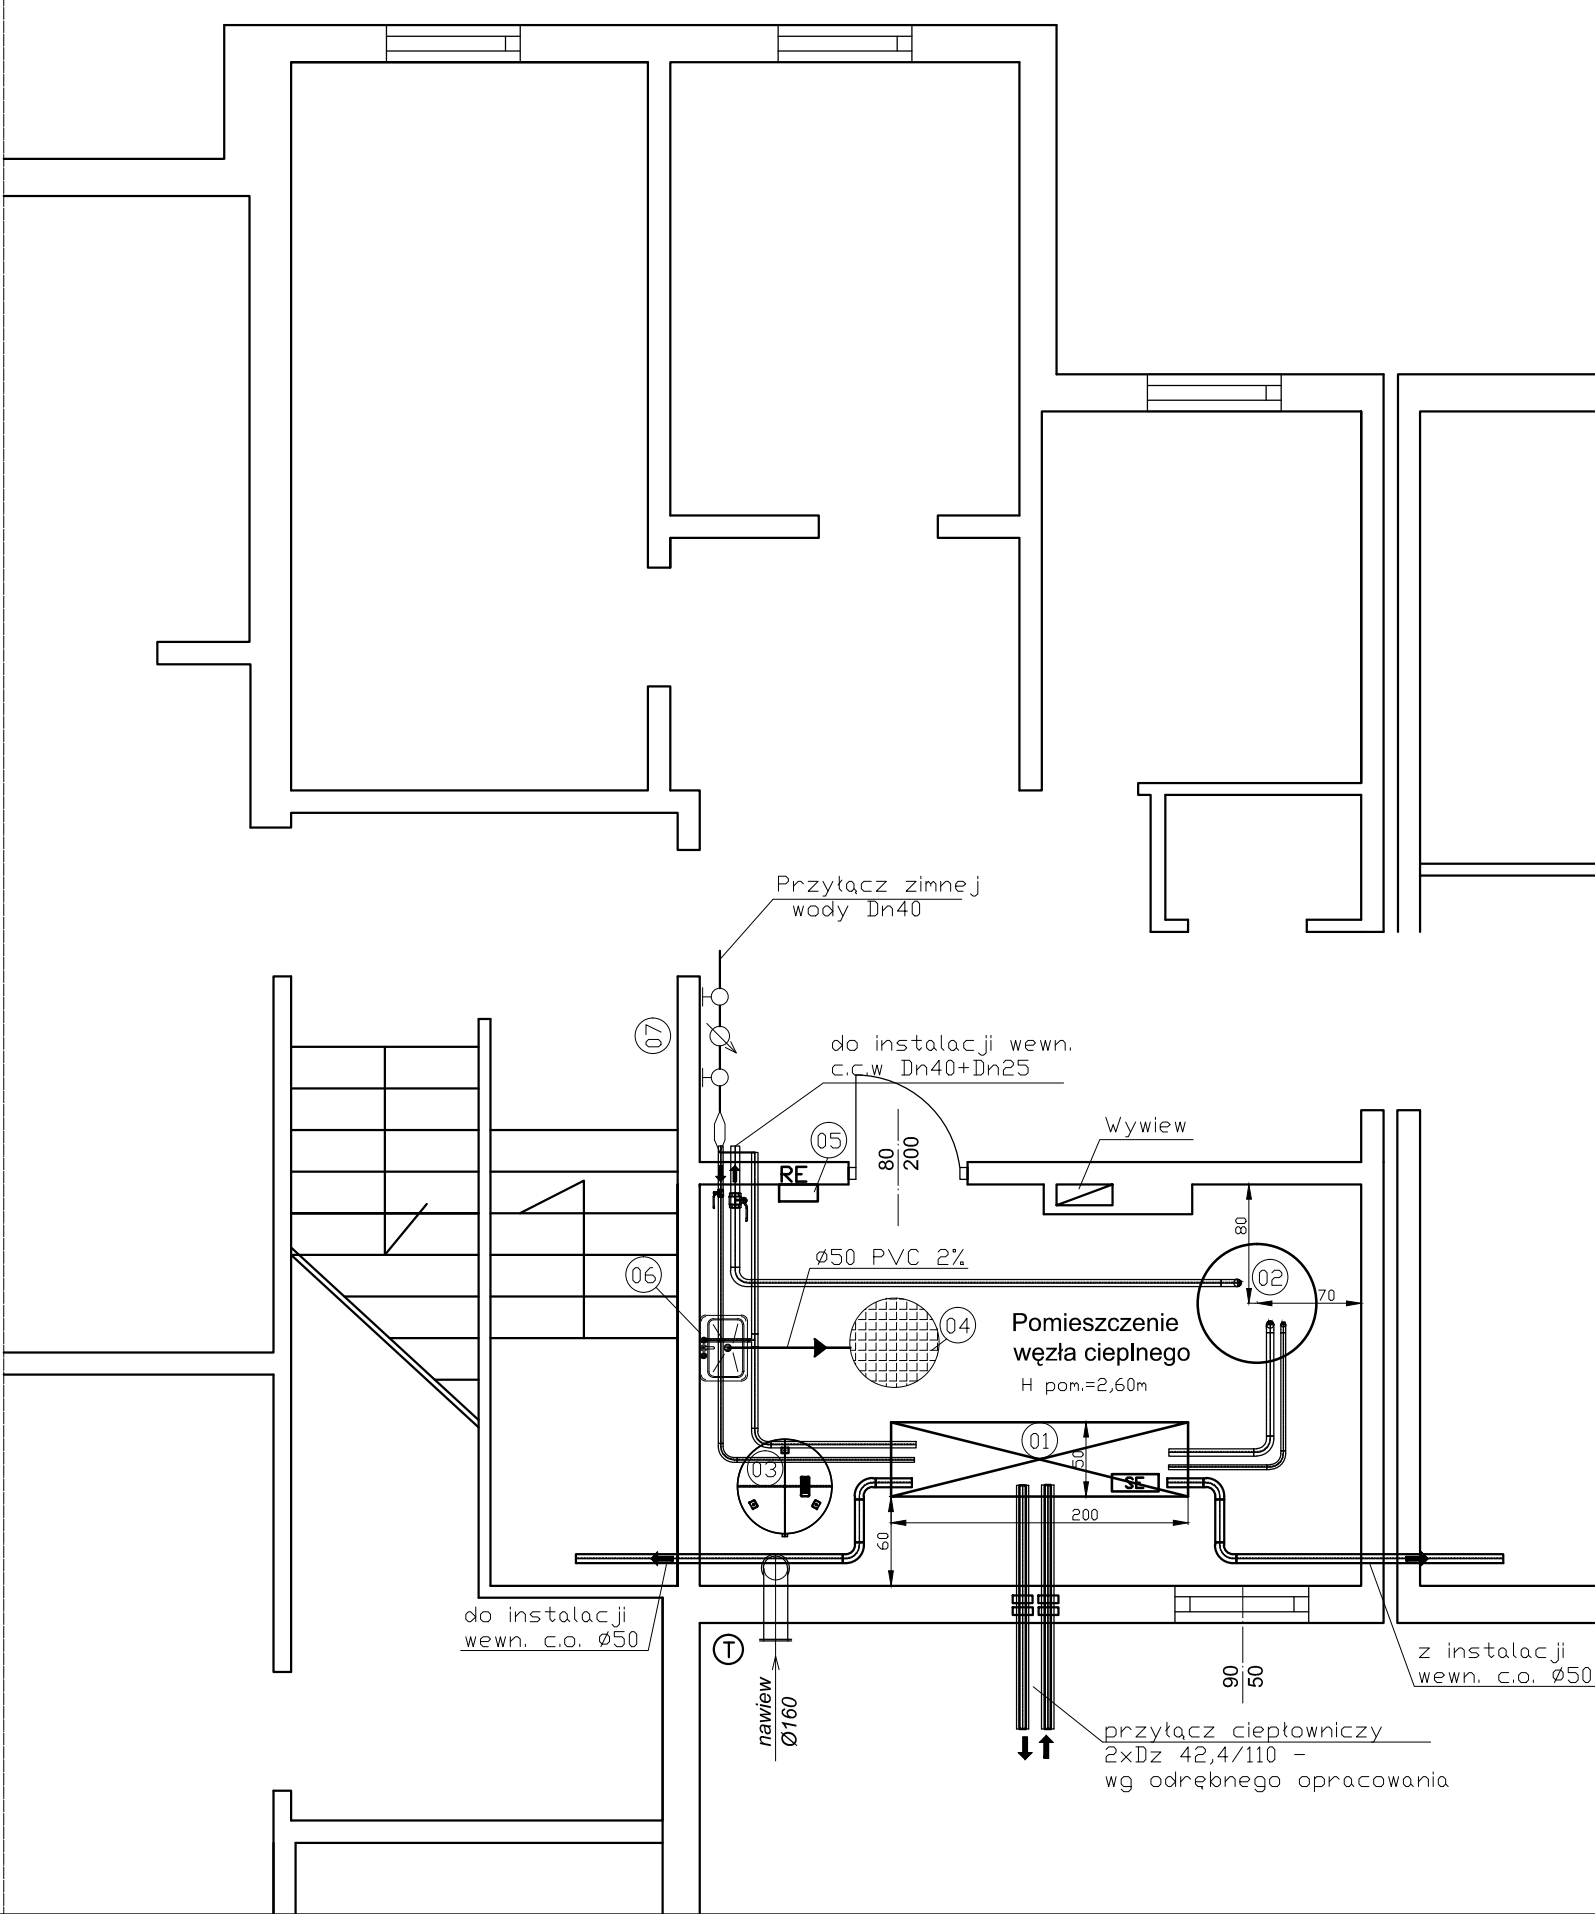 Przyłącz zimnej
wody Dn40
07
do instalacji wewn.
c.c.w Dn40+Dn25
05
RE
80
200
Wywiew
80
06
Ø50 PVC 2%
02
70
04
Pomieszczenie
węzła cieplnego
H pom.=2,60m
01
50
03
SE
200
60
do instalacji
wewn. c.o. Ø50
T
nawiew
Ø160
90
50
z instalacji
wewn. c.o. Ø50
przyłącz ciepłowniczy
2xDz 42,4/110 -
wg odrębnego opracowania